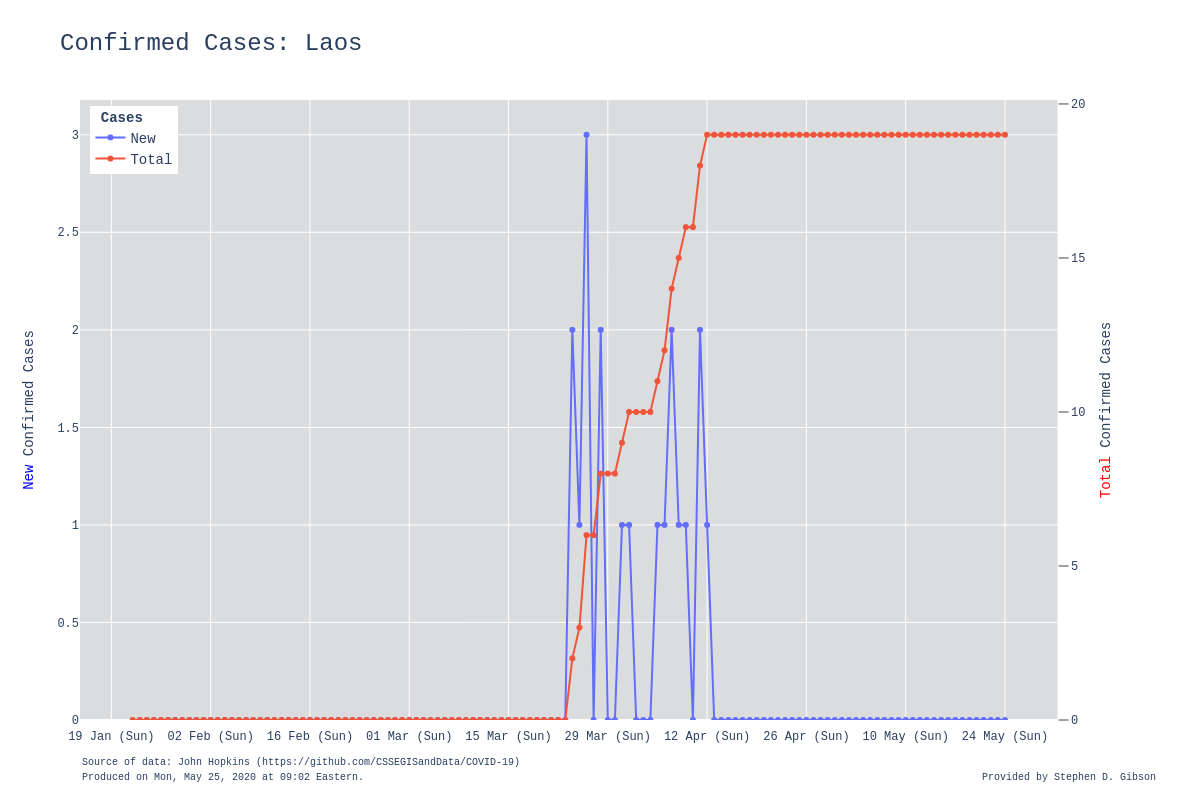 Confirmed Cases: Laos
Cases
New
Total
3
2.5
2
1.5
1
0.5
0
New Confirmed Cases
20
15
10
5
0
Total Confirmed Cases
19 Jan (Sun) 02 Feb (Sun) 16 Feb (Sun) 01 Mar (Sun) 15 Mar (Sun) 29 Mar (Sun) 12 Apr (Sun) 26 Apr (Sun) 10 May (Sun) 24 May (Sun)
Source of data: John Hopkins (https://github.com/CSSEGISandData/COVID-19)
Produced on Mon, May 25, 2020 at 09:02 Eastern.
Provided by Stephen D. Gibson